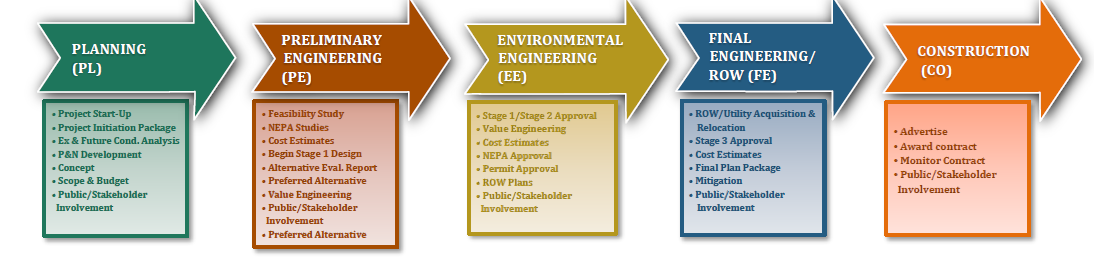 PLANNING
(PL)
• Project Start-Up
• Project Initiation Package
• Ex & Future Cond. Analysis
• P&N Development
• Concept
• Scope & Budget
• Public/Stakeholder
Involvement
PRELIMINARY
ENGINEERING
(PE)
• Feasibility Study
• NEPA Studies
• Cost Estimates
• Begin Stage 1 Design
• Alternative Eval. Report
• Preferred Alternative
• Value Engineering
• Public/Stakeholder
Involvement
• Preferred Alternative
ENVIRONMENTAL
ENGINEERING
(EE)
• Stage 1/Stage 2 Approval
• Value Engineering
• Cost Estimates
• NEPA Approval
• Permit Approval
• ROW Plans
• Public/Stakeholder
Involvement
FINAL
ENGINEERING/
ROW (FE)
• ROW/Utility Acquisition &
Relocation
• Stage 3 Approval
• Cost Estimates
• Final Plan Package
• Mitigation
• Public/Stakeholder
Involvement
CONSTRUCTION
(CO)
• Advertise
• Award contract
• Monitor Contract
• Public/Stakeholder
Involvement